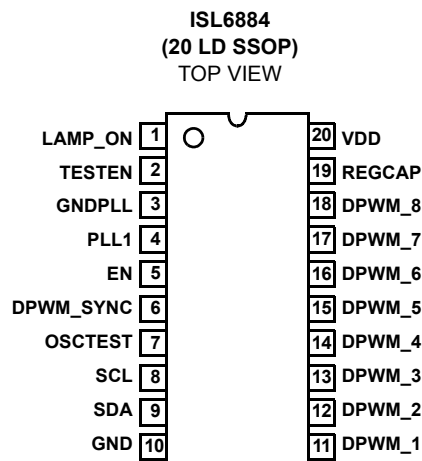 ISL6884
(20 LD SSOP)
TOP VIEW
LAMP_ON 1 20 VDD
TESTEN 2 19 REGCAP
GNDPLL 3 18 DPWM_8
PLL1 4 17 DPWM_7
EN 5 16 DPWM_6
DPWM_SYNC 6 15 DPWM_5
OSCTEST 7 14 DPWM_4
SCL 8 13 DPWM_3
SDA 9 12 DPWM_2
GND 10 11 DPWM_1